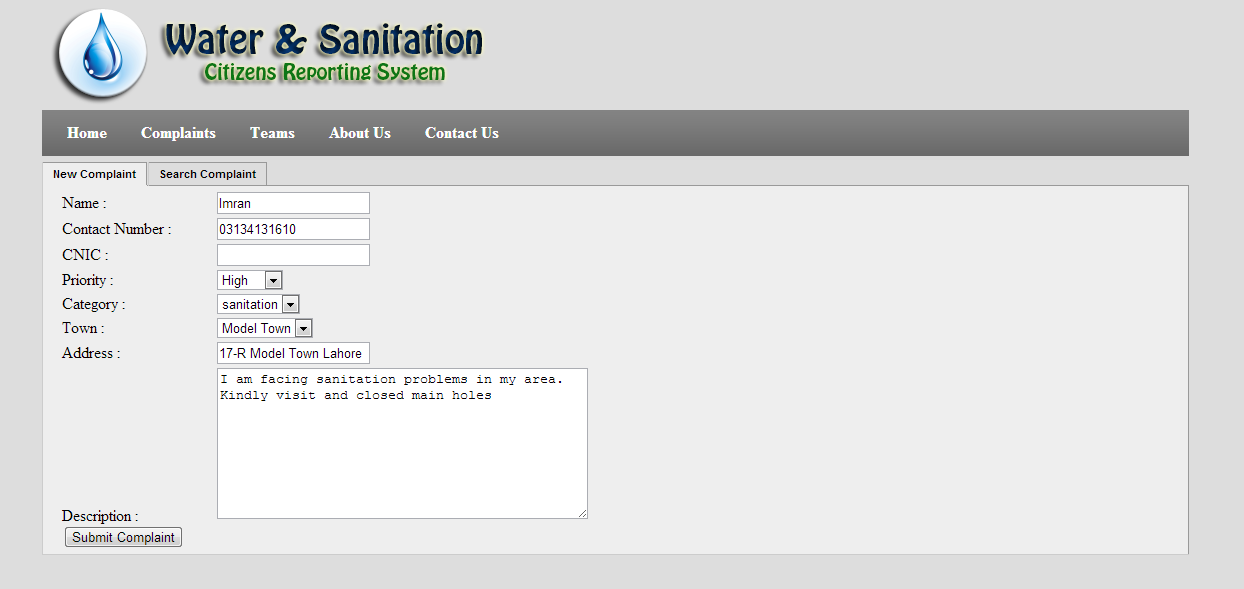 Water & Sanitation
Citizens Reporting System
Home Complaints Teams About Us Contact Us
New Complaint Search Complaint
Name : Imran
Contact Number : 03134131610
CNIC :
Priority : High
Category : sanitation
Town : Model Town
Address : 17-R Model Town Lahore
I am facing sanitation problems in my area.
Kindly visit and closed main holes
Description :
Submit Complaint